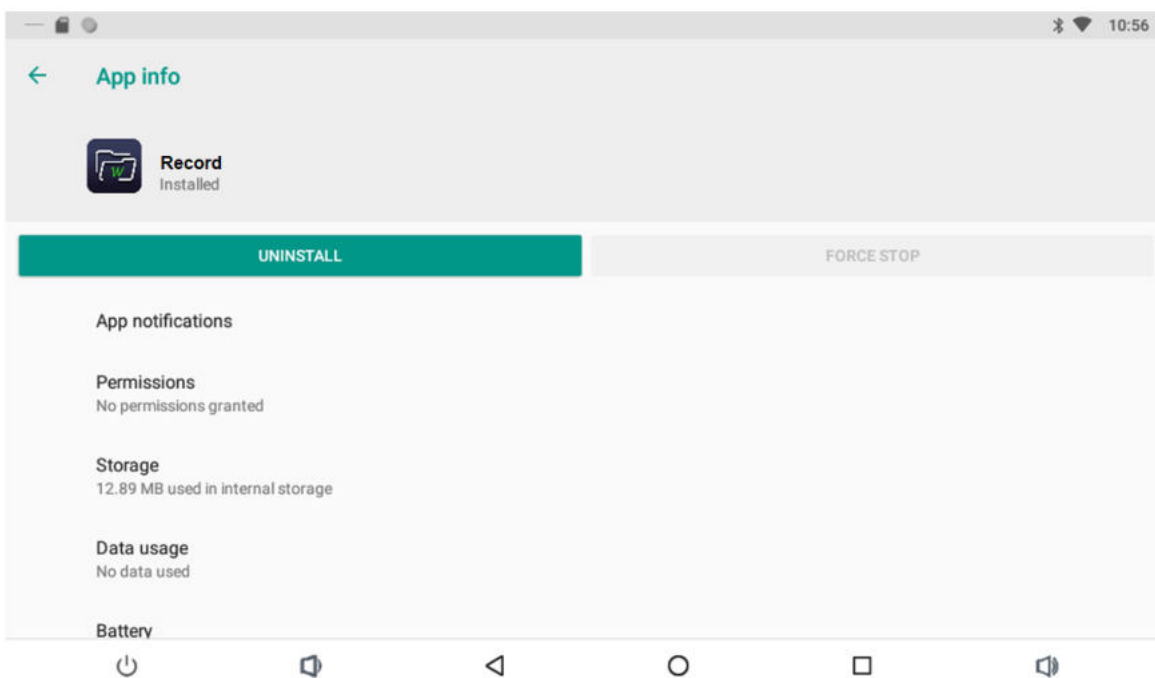 10:56
App info
W
Record
Installed
UNINSTALL
FORCE STOP
App notifications
Permissions
No permissions granted
Storage
12.89 MB used in internal storage
Data usage
No data used
Battery